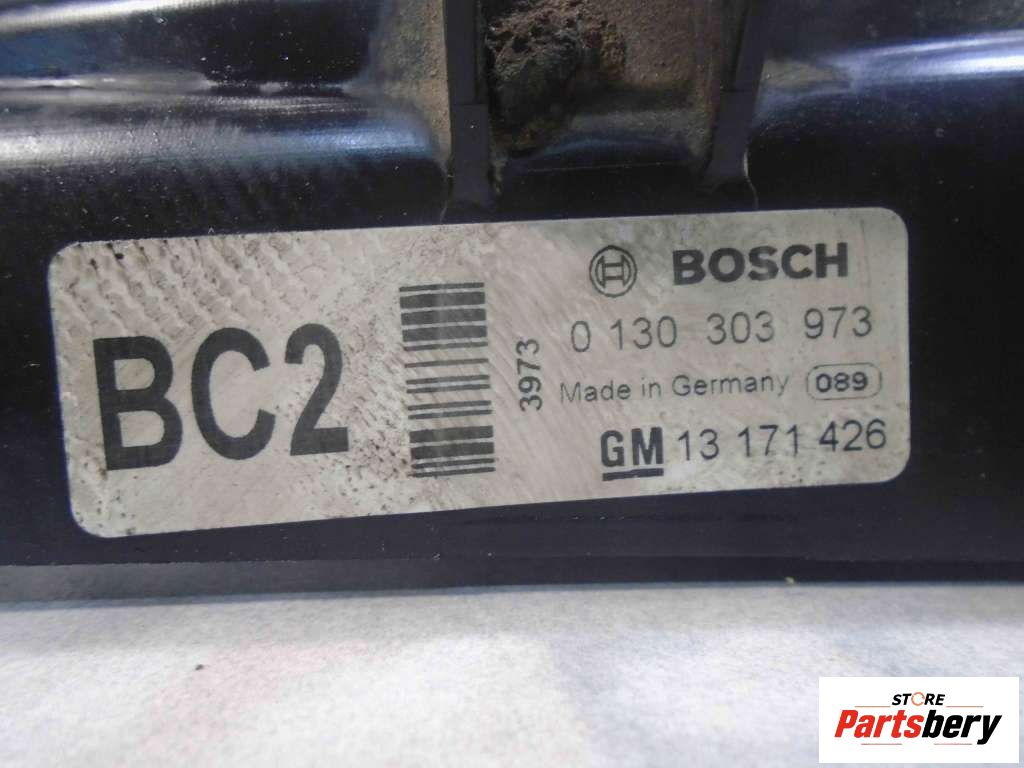 BC2
3973
BOSCH
0 130 303 973
Made in Germany 089
GM 13 171 426
STORE
Partsbery